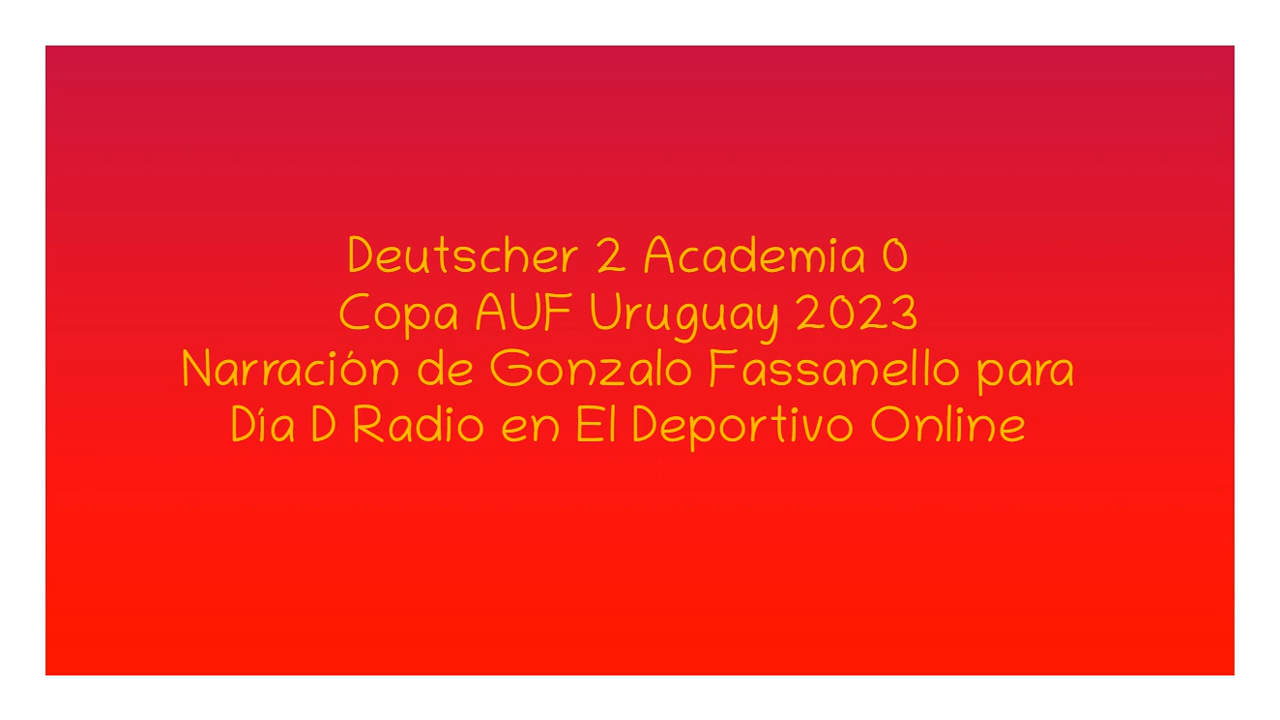 Deutscher 2 Academia 0
Copa AUF Uruguay 2023
Narración de Gonzalo Fassanello para
Día D Radio en El Deportivo Online